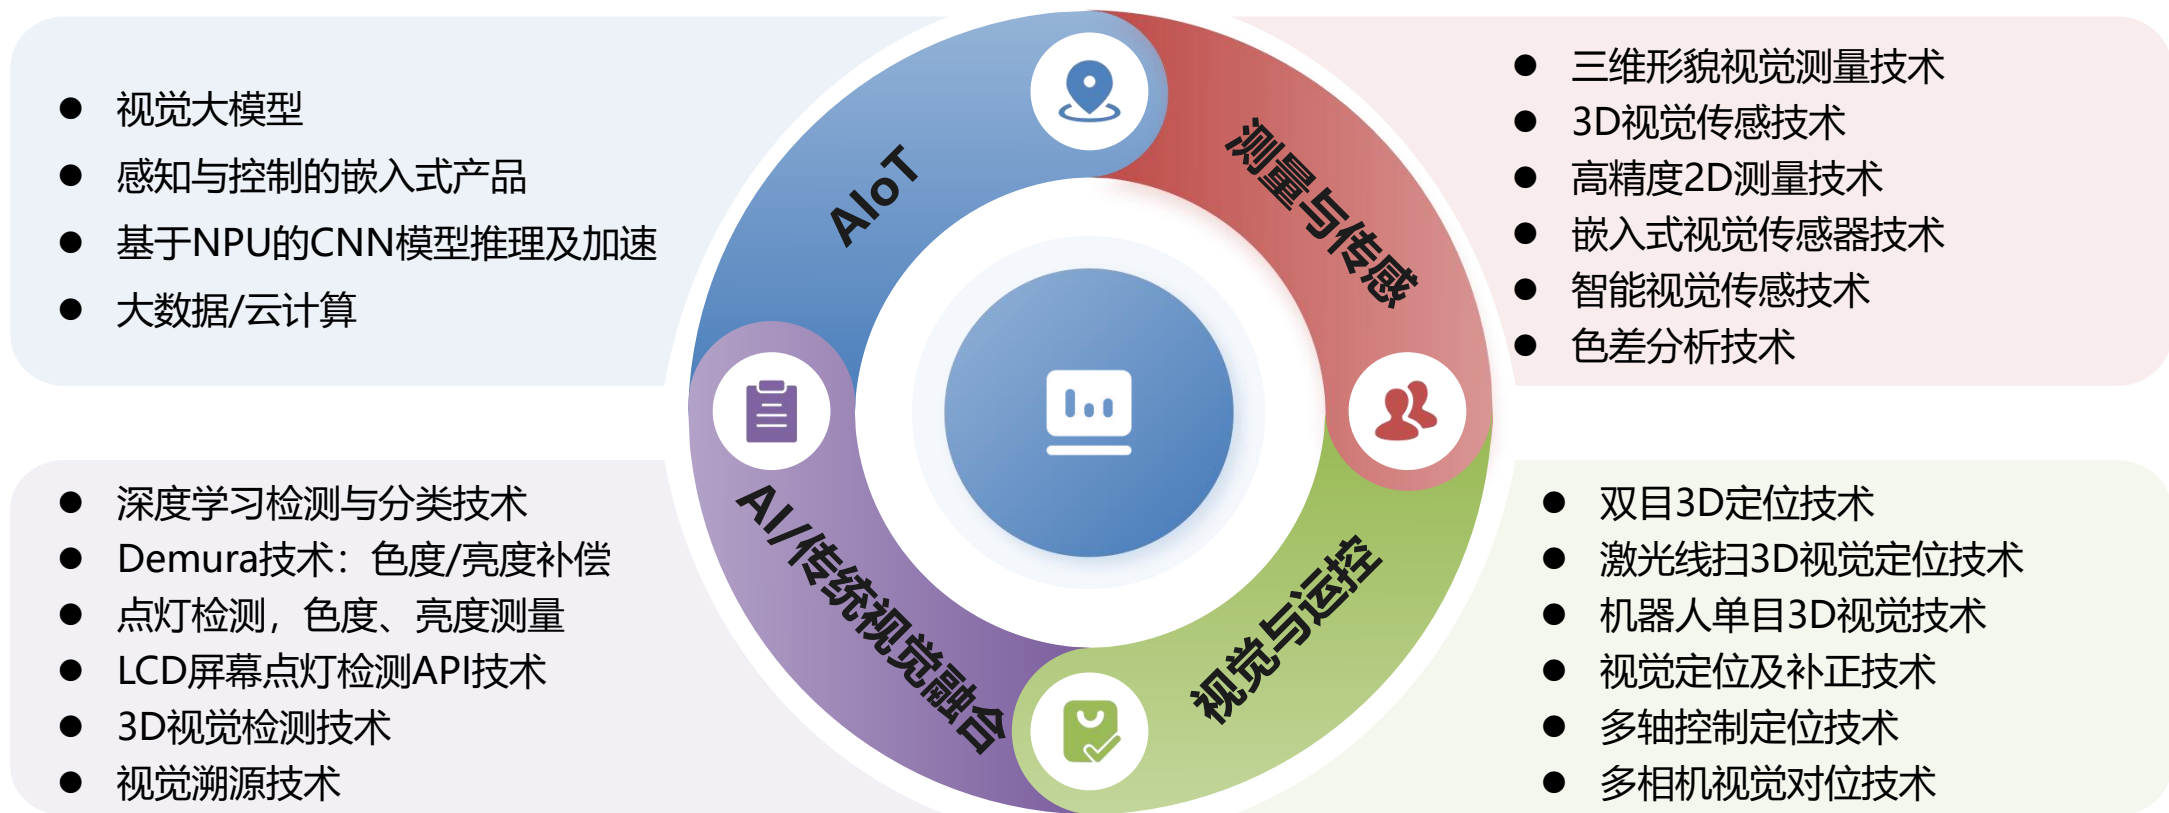 视觉大模型
感知与控制的嵌入式产品
基于NPU的CNN模型推理及加速
大数据/云计算
AIoT
测量与传感
三维形貌视觉测量技术
3D视觉传感技术
高精度2D测量技术
嵌入式视觉传感器技术
智能视觉传感技术
色差分析技术
深度学习检测与分类技术
Demura技术：色度/亮度补偿
点灯检测，色度、亮度测量
LCD屏幕点灯检测API技术
3D视觉检测技术
视觉溯源技术
AI/传统视觉融合
视觉与运控
双目3D定位技术
激光线扫3D视觉定位技术
机器人单目3D视觉技术
视觉定位及补正技术
多轴控制定位技术
多相机视觉对位技术